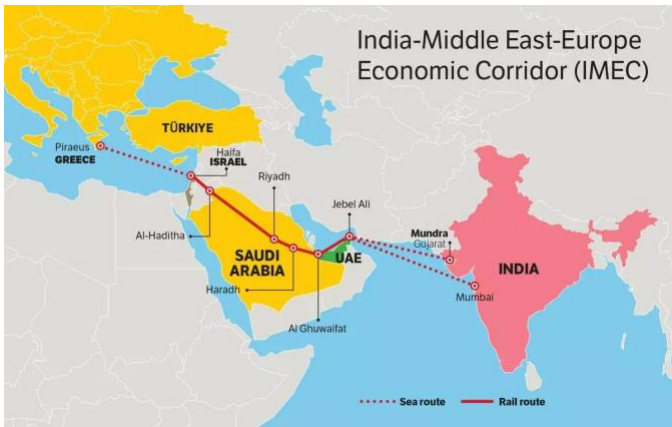 India-Middle East-Europe
Economic Corridor (IMEC)
TÜRKIYE
Piraeus
GREECE
Haifa
ISRAEL
Riyadh
Al-Haditha
Jebel Ali
SAUDI
ARABIA
UAE
Mundra
Gujarat
INDIA
Haradh
Mumbai
Al Ghuwaifat
Sea route
Rail route